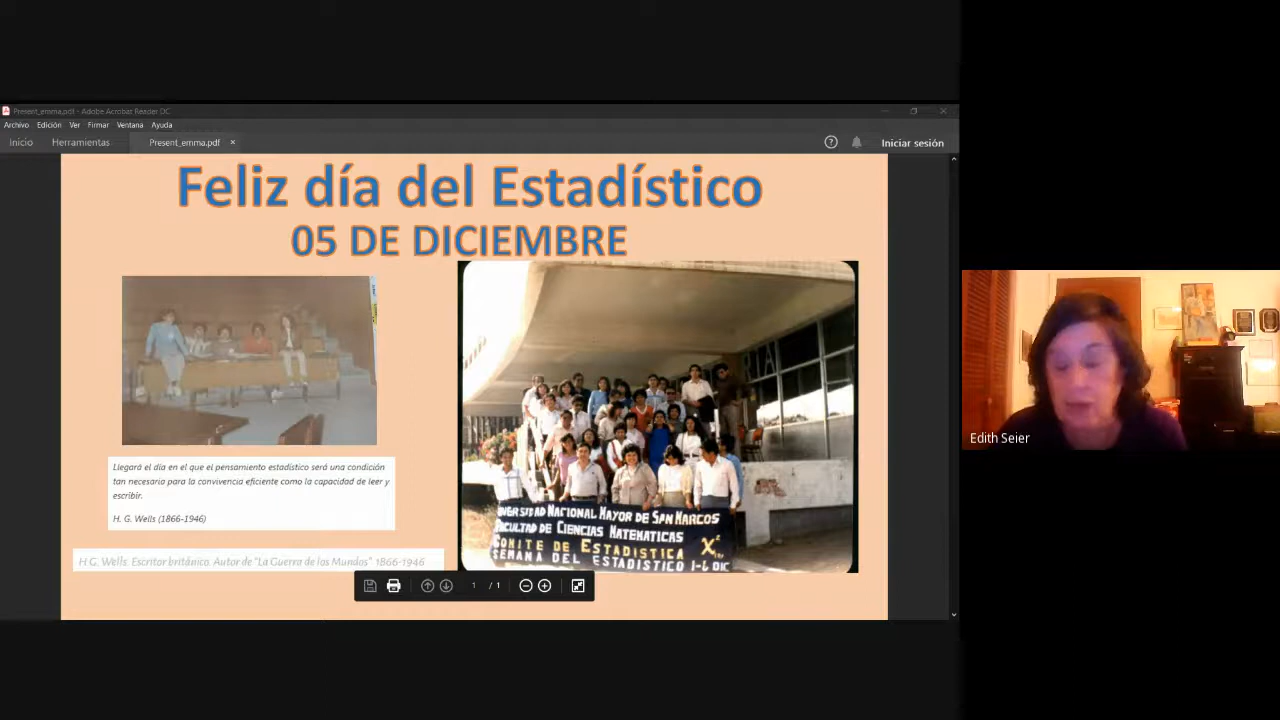 Present_emma.pdf - Adobe Acrobat Reader DC
Archivo Edición Ver Firmar Ventana Ayuda
Inicio Herramientas Present_emma.pdf × Iniciar sesión
Feliz día del Estadístico
05 DE DICIEMBRE
Llegará el día en el que el pensamiento estadístico será una condición
tan necesaria para la convivencia eficiente como la capacidad de leer y
escribir.
H. G. Wells (1866-1946)
H.G. Wells. Escritor británico. Autor de "La Guerra de los Mundos" 1866-1946
UNIVERSIDAD NACIONAL MAYOR DE SAN MARCOS
FACULTAD DE CIENCIAS MATEMATICAS
COMITE DE ESTADISTICA
SEMANA DEL ESTADISTICO 1-6 DIC
1 / 1
Edith Seier